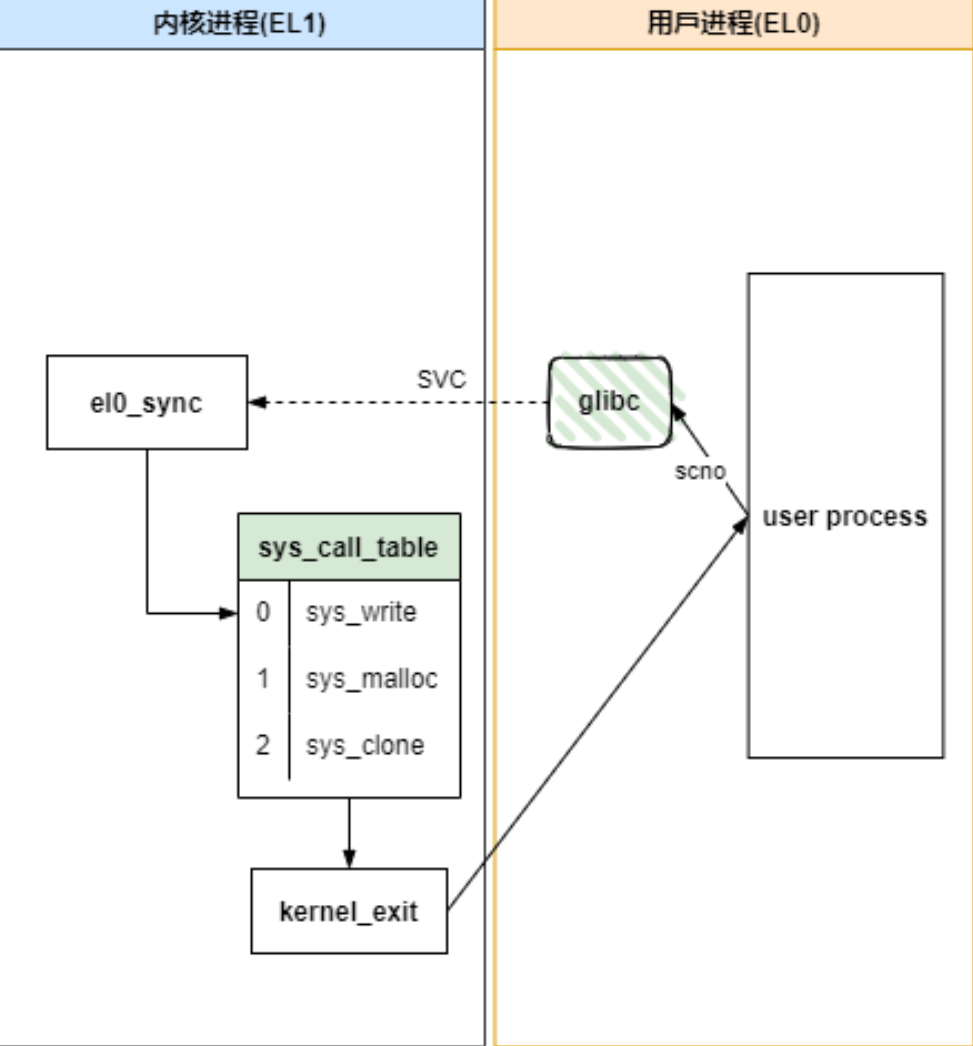 内核进程(EL1)
用戶进程(EL0)
SVC
el0_sync
glibc
scno
user process
sys_call_table
0 sys_write
1 sys_malloc
2 sys_clone
kernel_exit